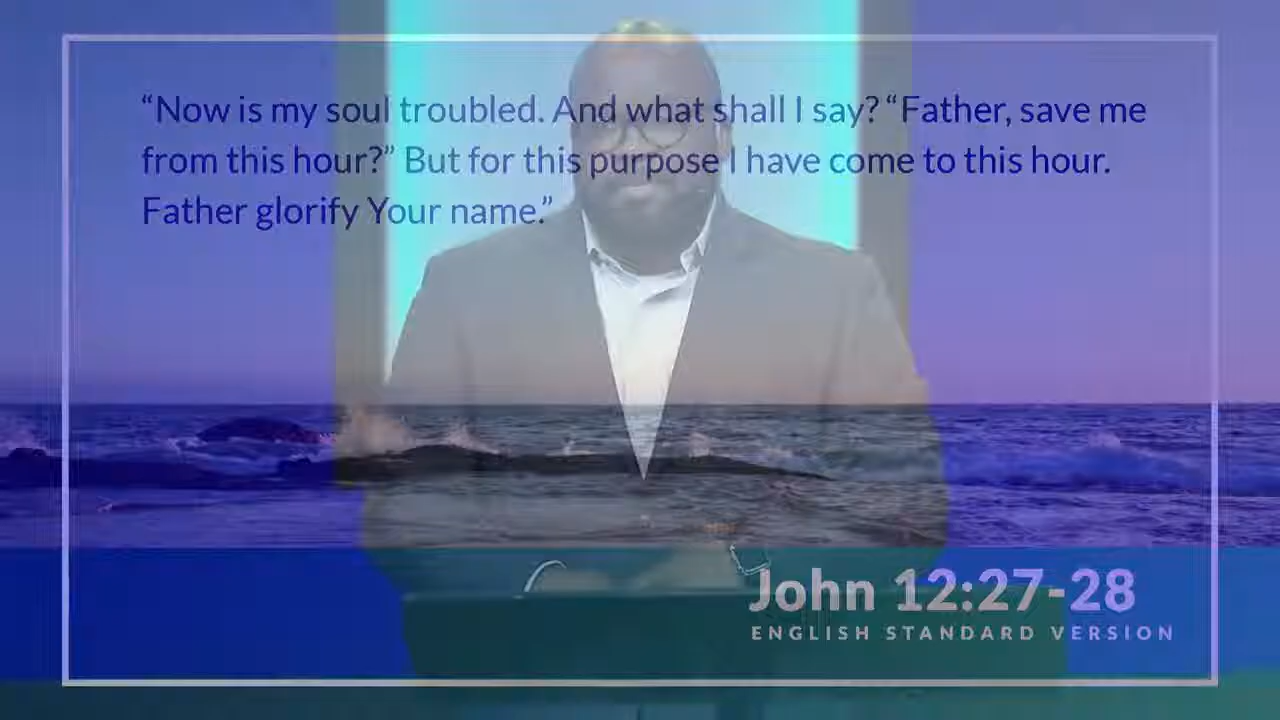 “Now is my soul troubled. And what shall I say? “Father, save me
from this hour?” But for this purpose I have come to this hour.
Father glorify Your name.”
John 12:27-28
ENGLISH STANDARD VERSION